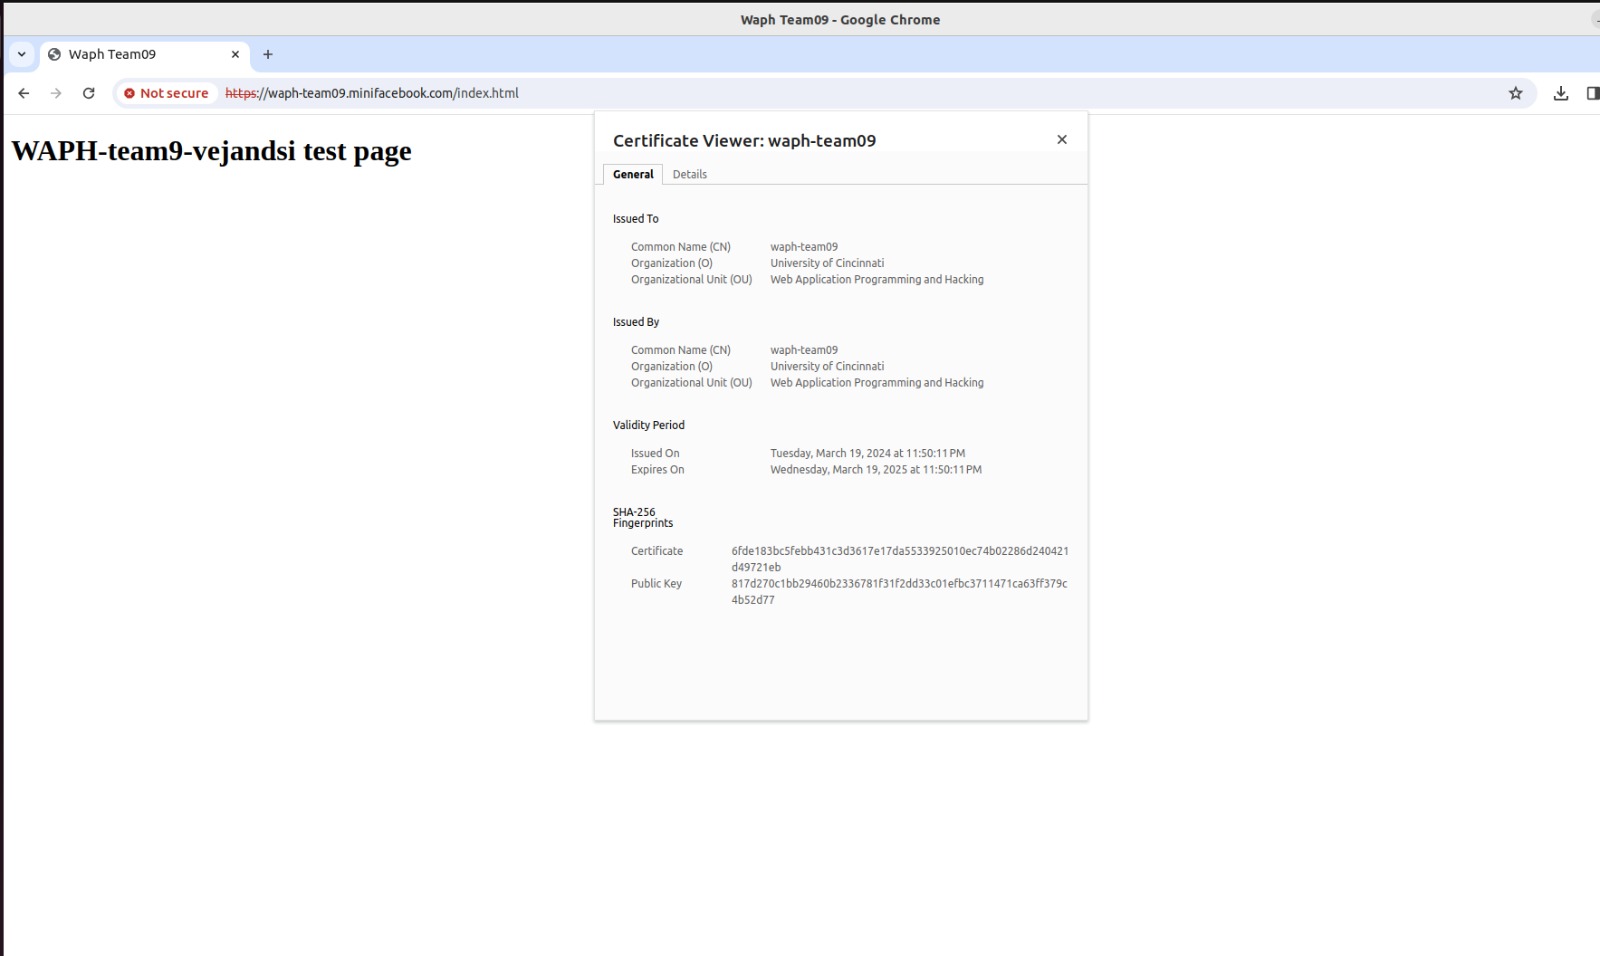 Waph Team09 - Google Chrome
Waph Team09
Not secure https://waph-team09.minifacebook.com/index.html
WAPH-team9-vejandsi test page
Certificate Viewer: waph-team09
General Details
Issued To
Common Name (CN) waph-team09
Organization (O) University of Cincinnati
Organizational Unit (OU) Web Application Programming and Hacking
Issued By
Common Name (CN) waph-team09
Organization (O) University of Cincinnati
Organizational Unit (OU) Web Application Programming and Hacking
Validity Period
Issued On Tuesday, March 19, 2024 at 11:50:11 PM
Expires On Wednesday, March 19, 2025 at 11:50:11 PM
SHA-256
Fingerprints
Certificate 6fde183bc5febb431c3d3617e17da5533925010ec74b02286d240421
d49721eb
Public Key 817d270c1bb29460b2336781f31f2dd33c01efbc3711471ca63ff379c
4b52d77